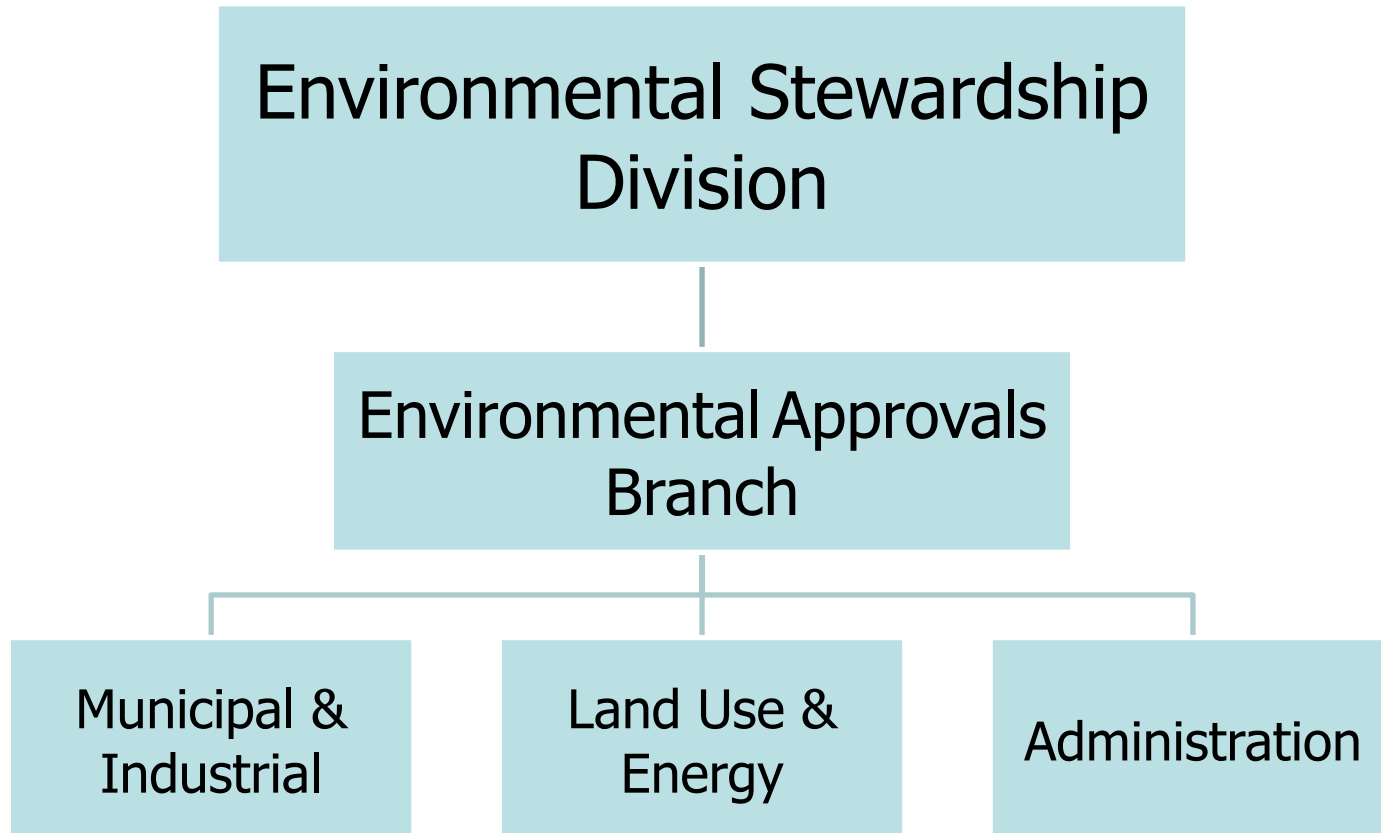 Environmental Stewardship
Division
Environmental Approvals
Branch
Municipal &
Industrial
Land Use &
Energy
Administration